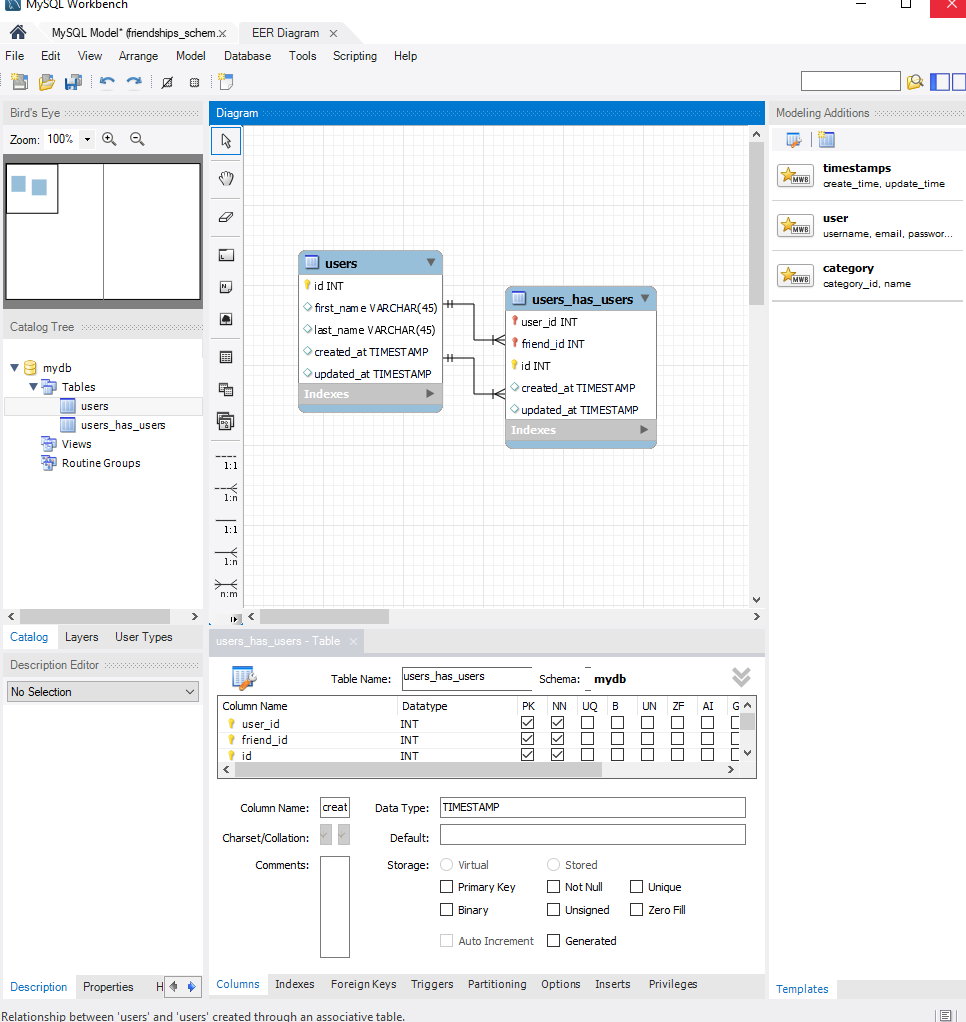 MySQL Workbench
MySQL Model* (friendships_schem... × EER Diagram ×
File Edit View Arrange Model Database Tools Scripting Help
Bird's Eye
Zoom: 100%
Catalog Tree
mydb
Tables
users
users_has_users
Views
Routine Groups
Catalog Layers User Types
Description Editor
No Selection
Description Properties H
Diagram
1:1
1:n
1:1
1:n
n:m
users
id INT
first_name VARCHAR(45)
last_name VARCHAR(45)
created_at TIMESTAMP
updated_at TIMESTAMP
Indexes
users_has_users
user_id INT
friend_id INT
id INT
created_at TIMESTAMP
updated_at TIMESTAMP
Indexes
users_has_users - Table ×
Table Name: users_has_users Schema: mydb
Column Name Datatype PK NN UQ B UN ZF AI G
user_id INT
friend_id INT
id INT
Column Name: creat Data Type: TIMESTAMP
Charset/Collation: Default:
Comments: Storage: Virtual Stored
Primary Key Not Null Unique
Binary Unsigned Zero Fill
Auto Increment Generated
Columns Indexes Foreign Keys Triggers Partitioning Options Inserts Privileges
Modeling Additions
MWB timestamps
create_time, update_time
MWB user
username, email, passwor...
MWB category
category_id, name
Templates
Relationship between 'users' and 'users' created through an associative table.